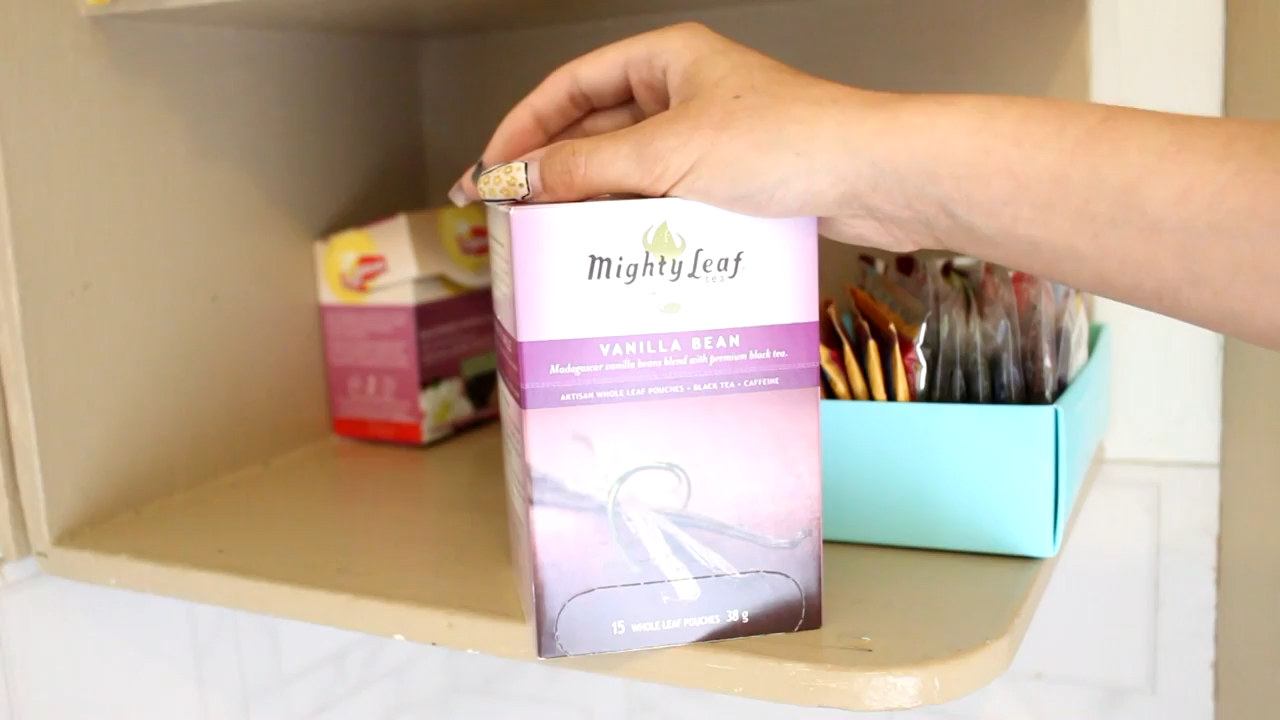 Mighty Leaf
tea
VANILLA BEAN
Madagascar vanilla beans blend with premium black tea.
ARTISAN WHOLE LEAF POUCHES • BLACK TEA • CAFFEINE
15 WHOLE LEAF POUCHES 38 g